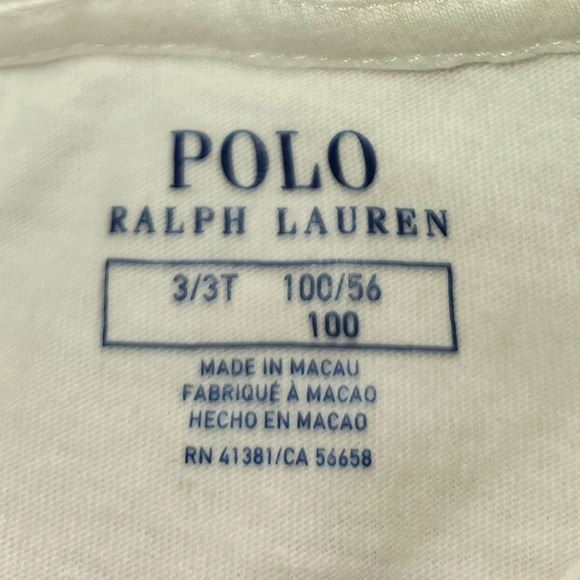 POLO
RALPH LAUREN
3/3T 100/56
100
MADE IN MACAU
FABRIQUÉ À MACAO
HECHO EN MACAO
RN 41381/CA 56658